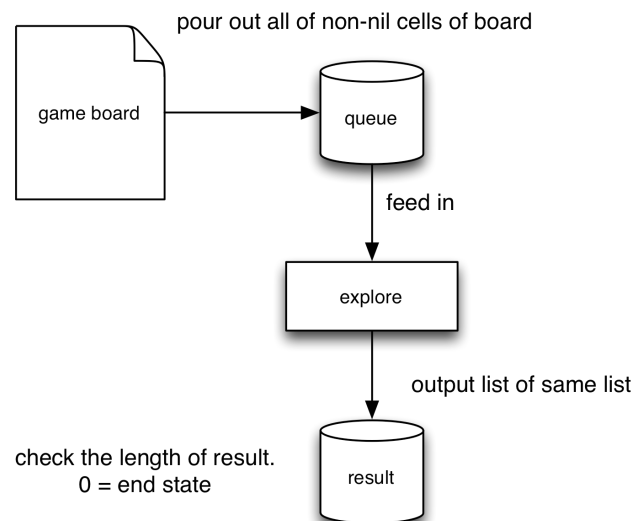 pour out all of non-nil cells of board
game board
queue
feed in
explore
output list of same list
check the length of result.
0 = end state
result